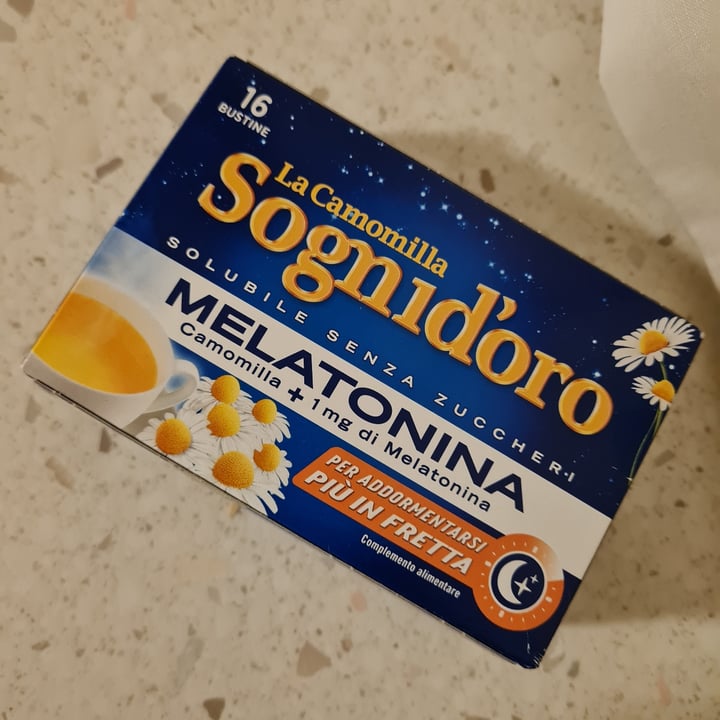 16
BUSTINE
La Camomilla
Sognid'oro
SOLUBILE SENZA ZUCCHERI
MELATONINA
Camomilla + 1mg di Melatonina
PER ADDORMENTARSI
PIÙ IN FRETTA
Complemento alimentare